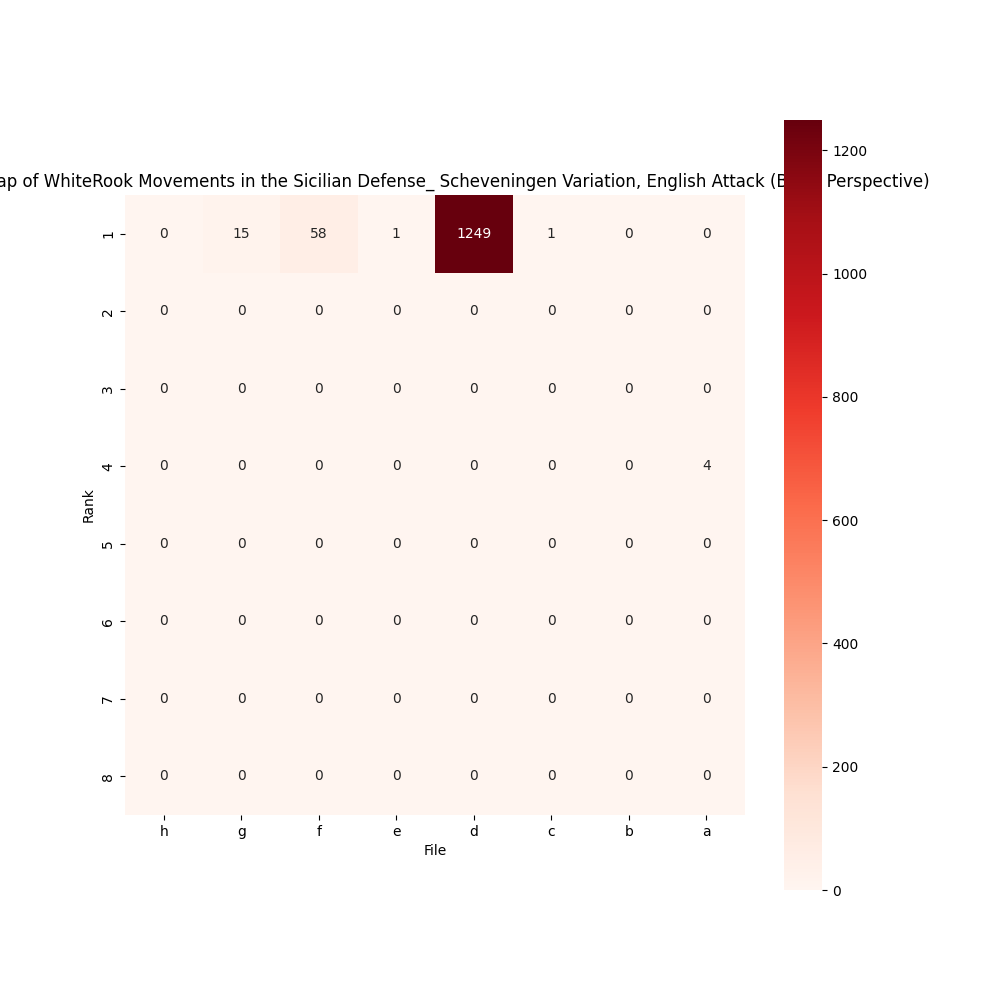 of WhiteRook Movements in the Sicilian Defense_ Scheveningen Variation, English Attack ( Perspective)
1200
1 0 15 58 1 1249 1 0 0
1000
2 0 0 0 0 0 0 0 0
3 0 0 0 0 0 0 0 0
800
4 0 0 0 0 0 0 0 4
Rank
600
5 0 0 0 0 0 0 0 0
6 0 0 0 0 0 0 0 0
400
7 0 0 0 0 0 0 0 0
200
8 0 0 0 0 0 0 0 0
h g f e d c b a
File
0